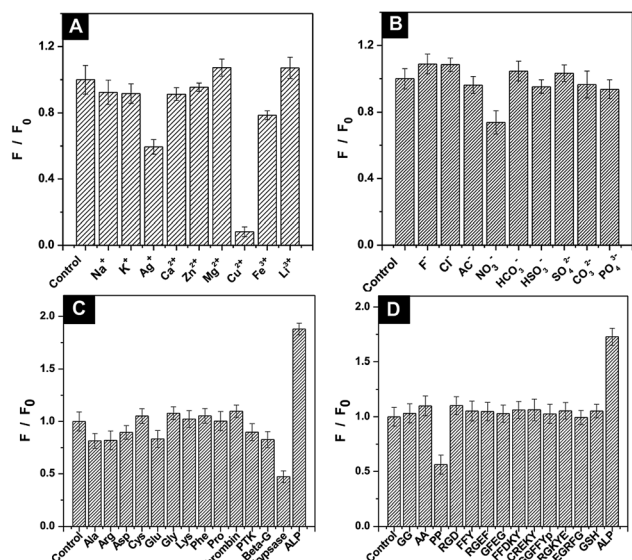 A
F / F0
1.2
0.8
0.4
0.0
Control
Na+
K+
Ag+
Ca2+
Zn2+
Mg2+
Cu2+
Fe3+
Li3+
B
F / F0
1.2
0.8
0.4
0.0
Control
F-
Cl-
AC-
NO3-
HCO3-
HSO3-
SO42-
CO32-
PO43-
C
F / F0
2.0
1.5
1.0
0.5
0.0
Control
Ala
Arg
Asp
Cys
Glu
Gly
Lys
Phe
Pro
PTK
Beta-G
ALP
D
F / F0
2.0
1.5
1.0
0.5
0.0
Control
GG
AA
PP
RGD
FFY
RGEF
GFEG
FFDKY
CREKY
GSH
ALP